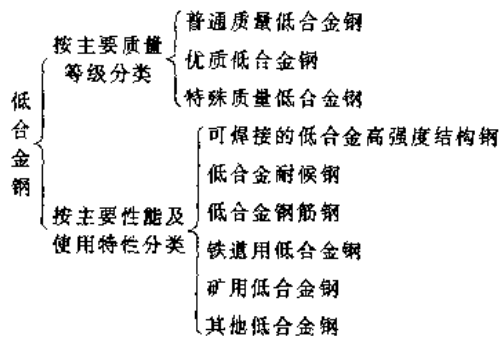 低合金钢
按主要质量
等级分类
普通质量低合金钢
优质低合金钢
特殊质量低合金钢
按主要性能及
使用特性分类
可焊接的低合金高强度结构钢
低合金耐候钢
低合金钢筋钢
铁道用低合金钢
矿用低合金钢
其他低合金钢